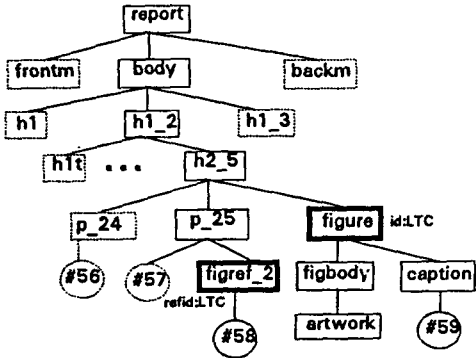 report
frontm body backm
h1 h1_2 h1_3
h1t ... h2_5
p_24 p_25 figure id:LTC
#56 #57 figref_2 figbody caption
refid:LTC
#58 artwork #59